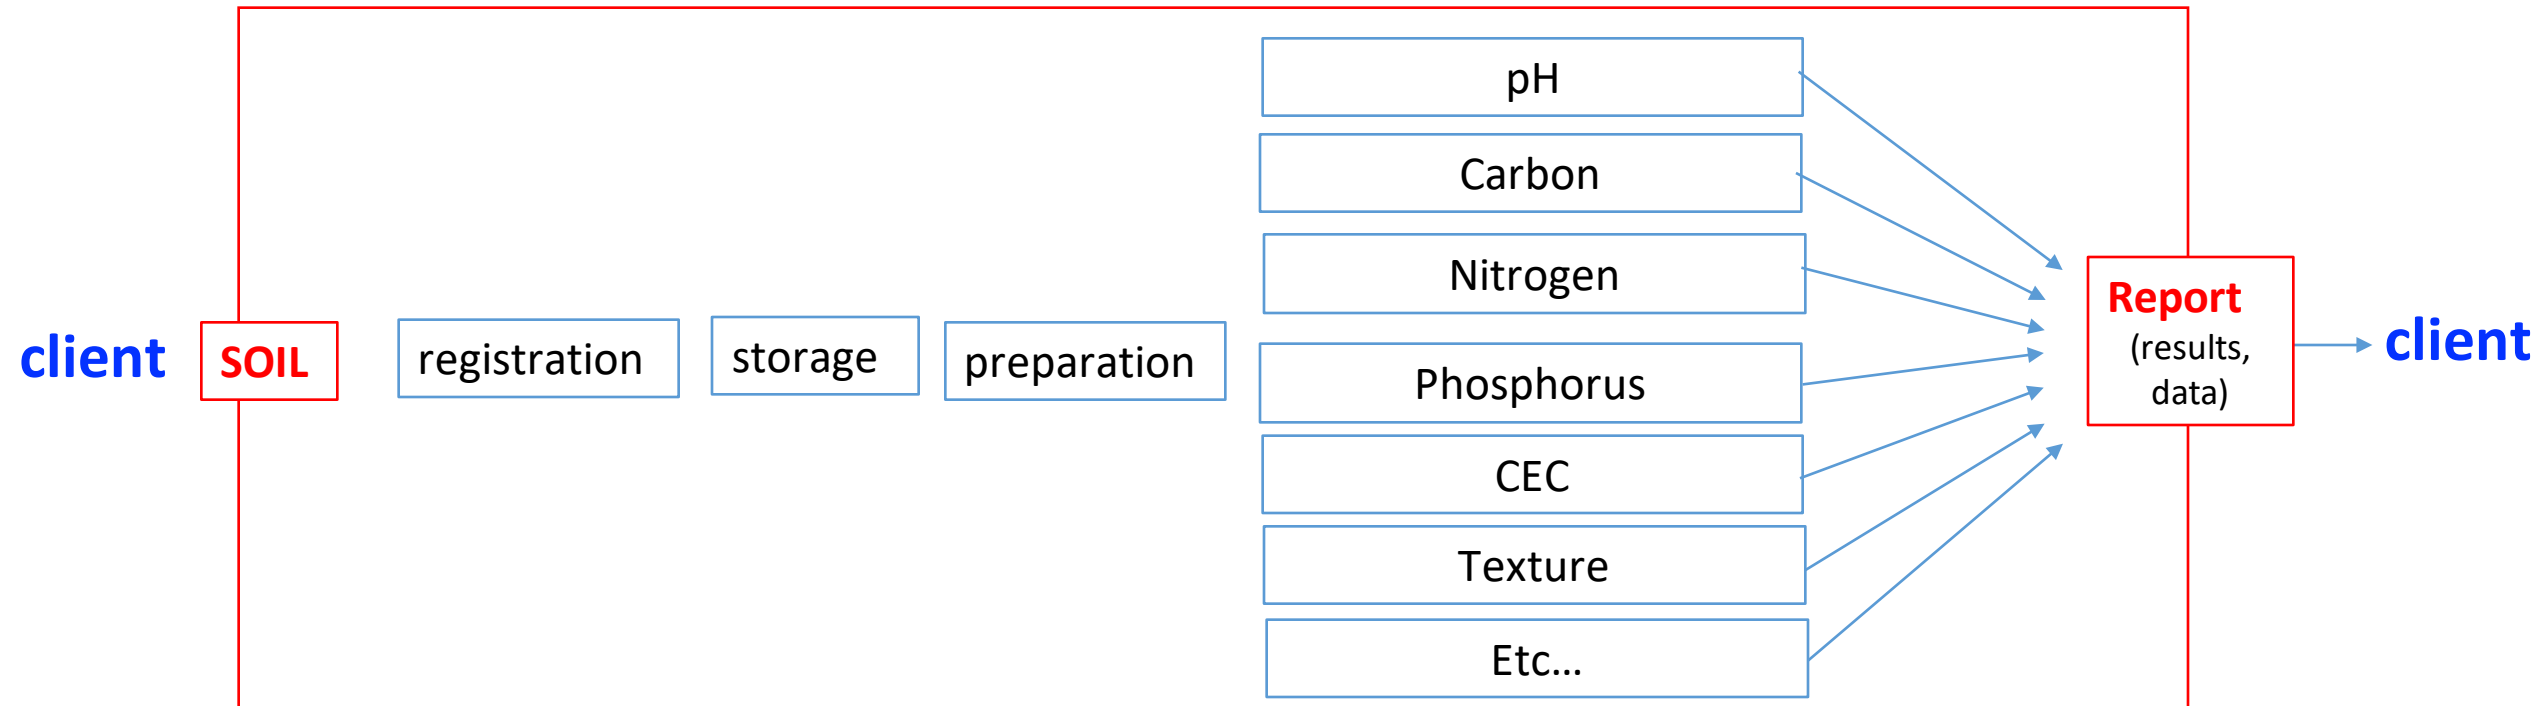 client
SOIL
registration
storage
preparation
pH
Carbon
Nitrogen
Phosphorus
CEC
Texture
Etc...
Report
(results,
data)
client